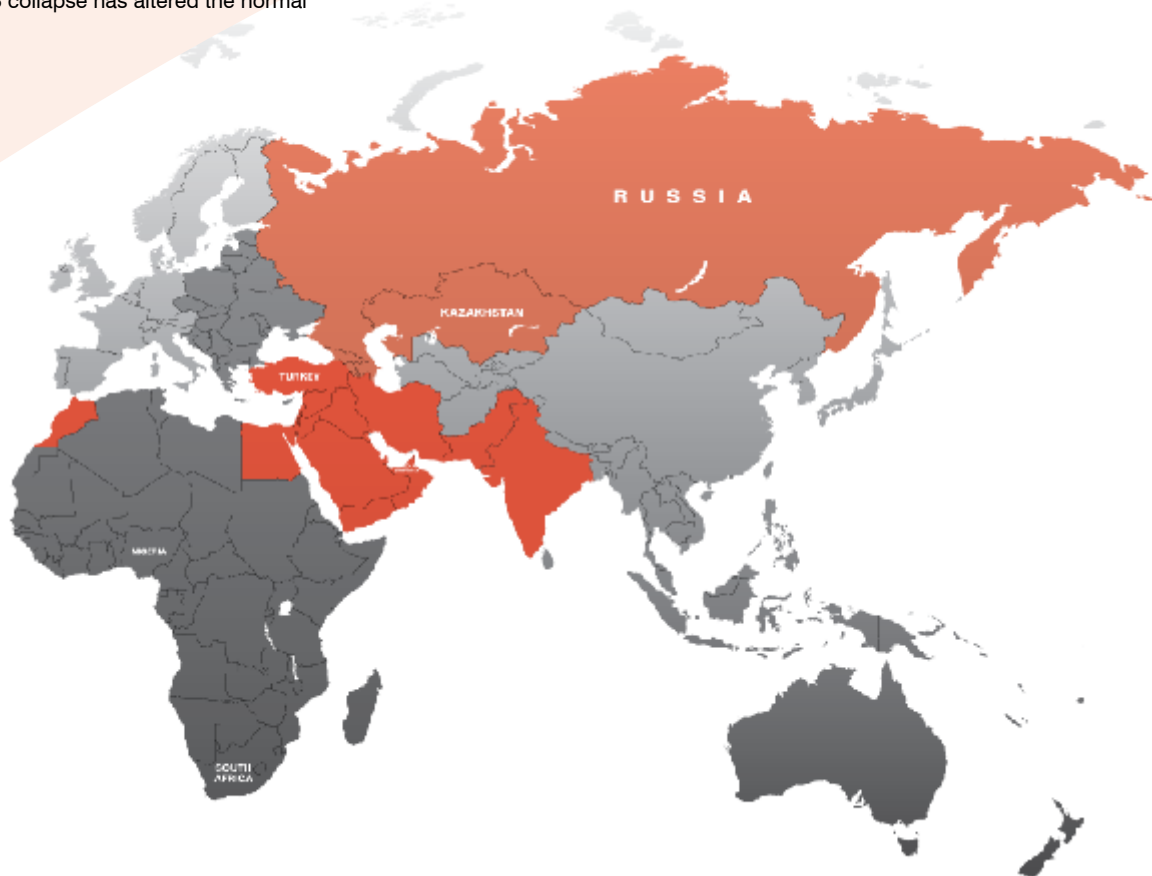 collapse has altered the normal
RUSSIA
KAZAKHSTAN
TURKEY
NIGERIA
SOUTH
AFRICA